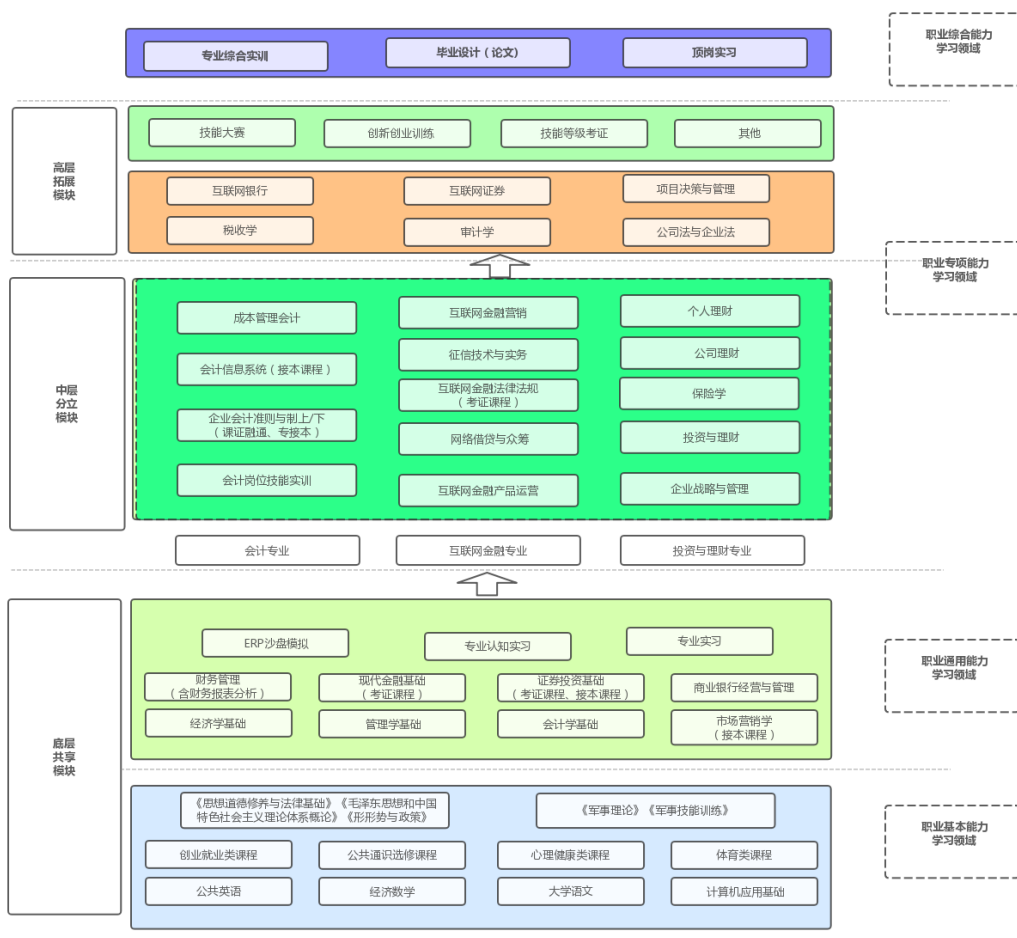 专业综合实训
毕业设计（论文）
顶岗实习
职业综合能力
学习领域
技能大赛
创新创业训练
技能等级考证
其他
高层
拓展
模块
互联网银行
互联网证券
项目决策与管理
税收学
审计学
公司法与企业法
职业专项能力
学习领域
成本管理会计
互联网金融营销
个人理财
会计信息系统（接本课程）
征信技术与实务
公司理财
中层
分立
模块
互联网金融法律法规
（考证课程）
保险学
企业会计准则与制上/下
（课证融通、专接本）
网络借贷与众筹
投资与理财
会计岗位技能实训
互联网金融产品运营
企业战略与管理
会计专业
互联网金融专业
投资与理财专业
ERP沙盘模拟
专业认知实习
专业实习
职业通用能力
学习领域
财务管理
（含财务报表分析）
现代金融基础
（考证课程）
证券投资基础
（考证课程、接本课程）
商业银行经营与管理
经济学基础
管理学基础
会计学基础
市场营销学
（接本课程）
底层
共享
模块
《思想道德修养与法律基础》《毛泽东思想和中国
特色社会主义理论体系概论》《形形势与政策》
《军事理论》《军事技能训练》
职业基本能力
学习领域
创业就业类课程
公共通识选修课程
心理健康类课程
体育类课程
公共英语
经济数学
大学语文
计算机应用基础